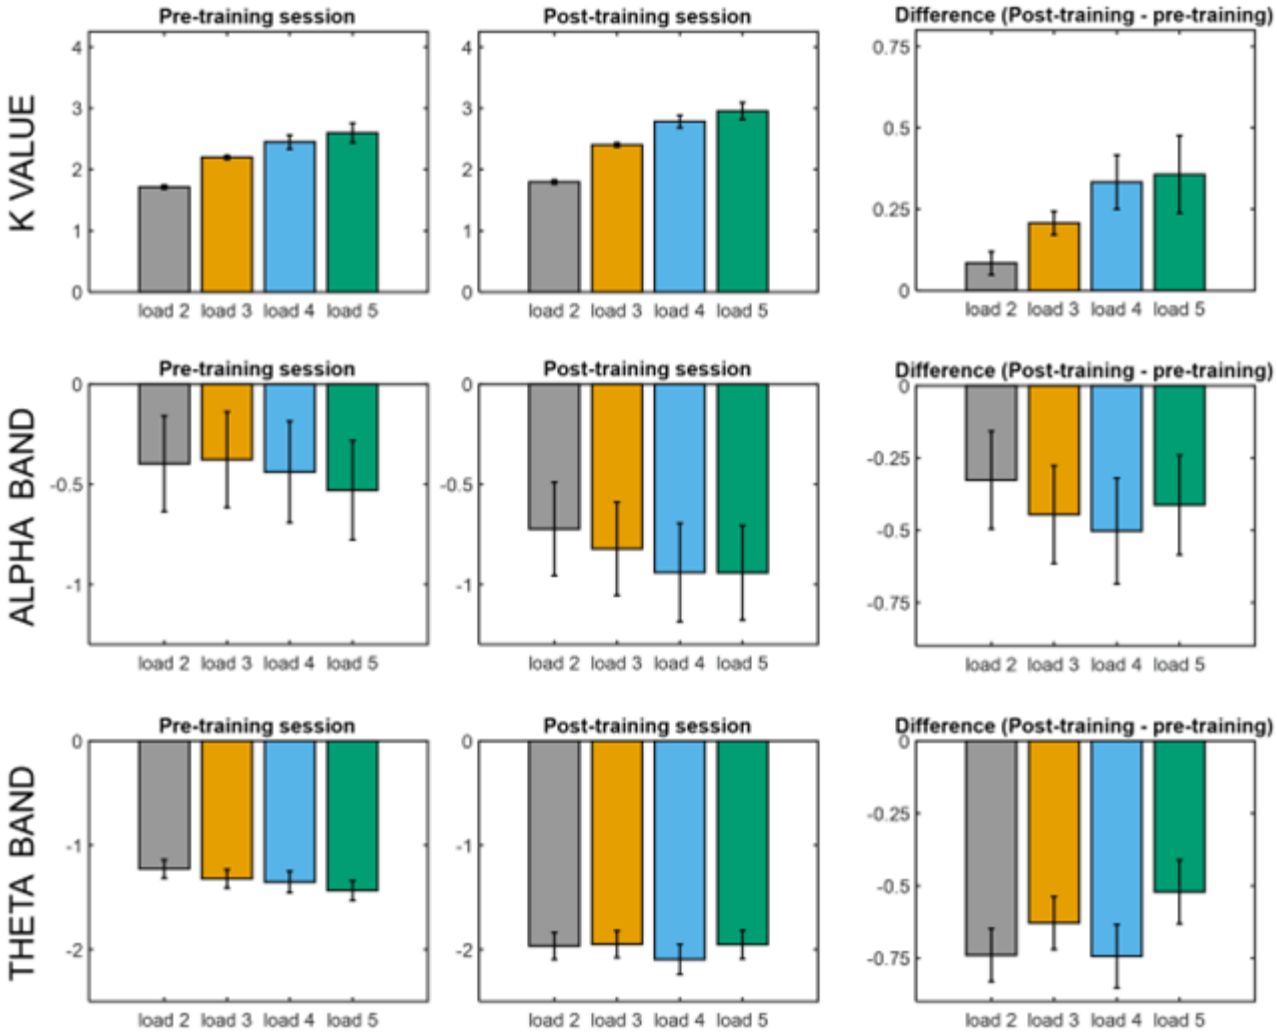 Pre-training session
Post-training session
Difference (Post-training - pre-training)
K VALUE
4
3
2
1
0
load 2 load 3 load 4 load 5
4
3
2
1
0
load 2 load 3 load 4 load 5
0.75
0.5
0.25
0
load 2 load 3 load 4 load 5
Pre-training session
Post-training session
Difference (Post-training - pre-training)
ALPHA BAND
0
-0.5
-1
load 2 load 3 load 4 load 5
0
-0.5
-1
load 2 load 3 load 4 load 5
0
-0.25
-0.5
-0.75
load 2 load 3 load 4 load 5
Pre-training session
Post-training session
Difference (Post-training - pre-training)
THETA BAND
0
-1
-2
load 2 load 3 load 4 load 5
0
-1
-2
load 2 load 3 load 4 load 5
0
-0.25
-0.5
-0.75
load 2 load 3 load 4 load 5